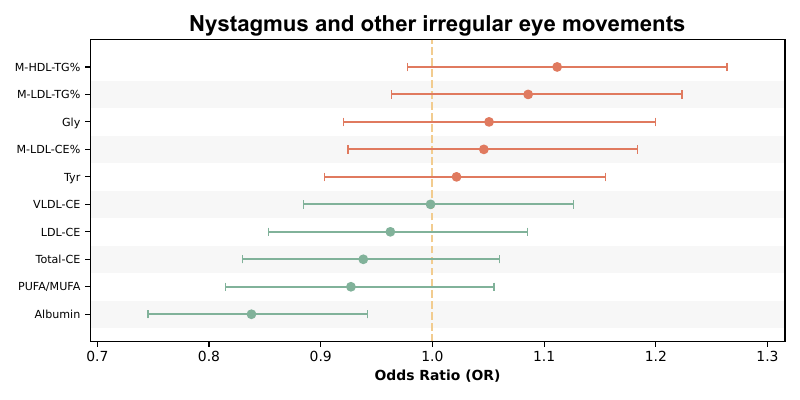 Nystagmus and other irregular eye movements
M-HDL-TG%
M-LDL-TG%
Gly
M-LDL-CE%
Tyr
VLDL-CE
LDL-CE
Total-CE
PUFA/MUFA
Albumin
0.7 0.8 0.9 1.0 1.1 1.2 1.3
Odds Ratio (OR)